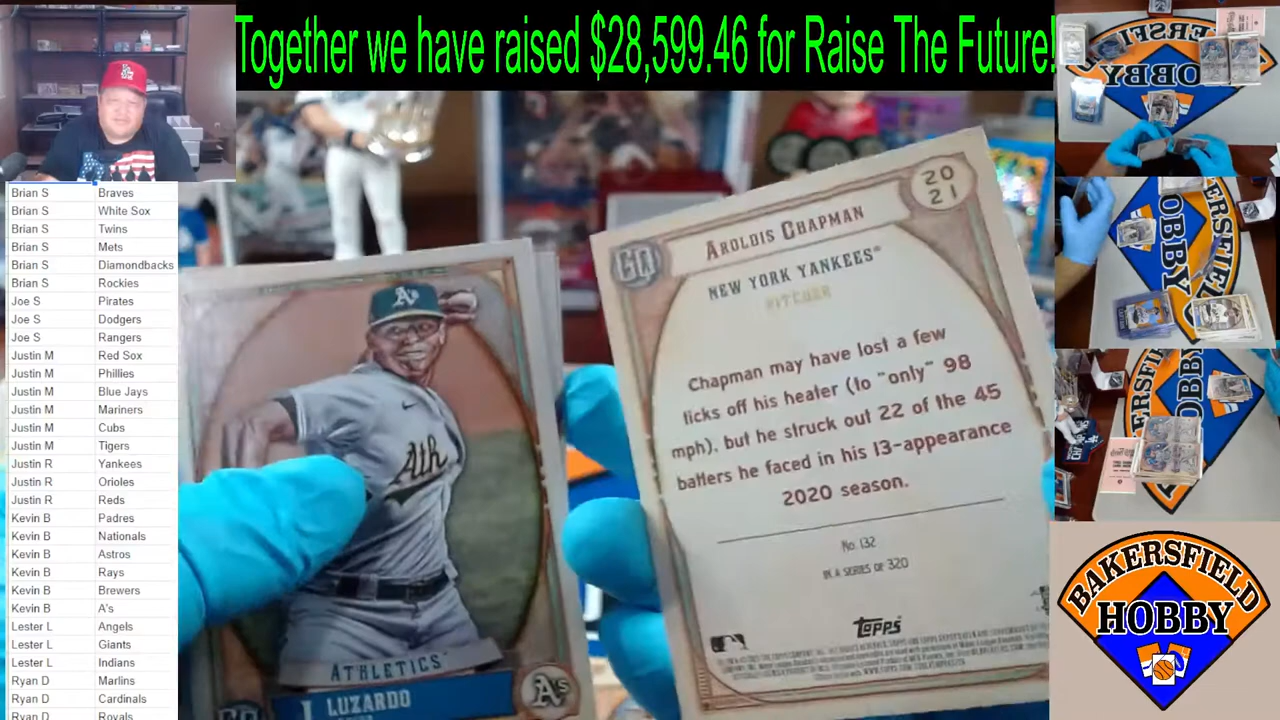 Together we have raised $28,599.46 for Raise The Future!
Brian S Braves
Brian S White Sox
Brian S Twins
Brian S Mets
Brian S Diamondbacks
Brian S Rockies
Joe S Pirates
Joe S Dodgers
Joe S Rangers
Justin M Red Sox
Justin M Phillies
Justin M Blue Jays
Justin M Mariners
Justin M Cubs
Justin M Tigers
Justin R Yankees
Justin R Orioles
Justin R Reds
Kevin B Padres
Kevin B Nationals
Kevin B Astros
Kevin B Rays
Kevin B Brewers
Kevin B A's
Lester L Angels
Lester L Giants
Lester L Indians
Ryan D Marlins
Ryan D Cardinals
Ryan D Royals
A's
Ath
ATHLETICS
J LUZARDO
A's
20
21
GQ
AROLDIS CHAPMAN
NEW YORK YANKEES®
PITCHER
Chapman may have lost a few
ticks off his heater (to "only" 98
mph), but he struck out 22 of the 45
batters he faced in his 13-appearance
2020 season.
No. 132
IN A SERIES OF 320
topps
BAKERSFIELD
HOBBY